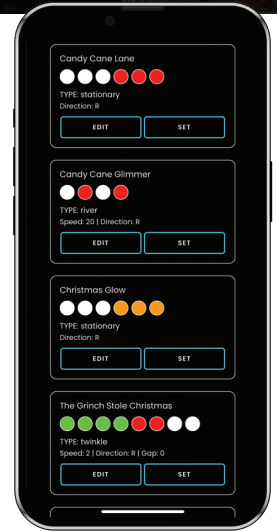 Candy Cane Lane
TYPE: stationary
Direction: R
EDIT SET
Candy Cane Glimmer
TYPE: river
Speed: 20 | Direction: R
EDIT SET
Christmas Glow
TYPE: stationary
Direction: R
EDIT SET
The Grinch Stole Christmas
TYPE: twinkle
Speed: 2 | Direction: R | Gap: 0
EDIT SET